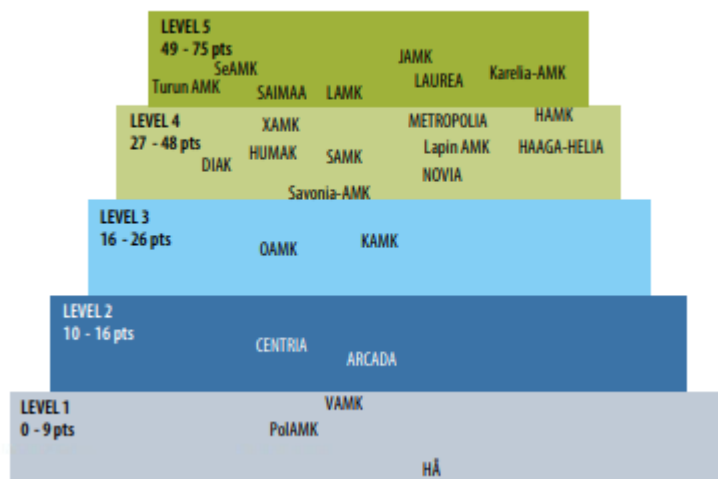 LEVEL 5
49 - 75 pts
JAMK
SeAMK
Karelia-AMK
Turun AMK
LAUREA
SAIMAA
LAMK
LEVEL 4
27 - 48 pts
HAMK
XAMK
METROPOLIA
HUMAK
Lapin AMK
HAAGA-HELIA
DIAK
SAMK
NOVIA
Savonia-AMK
LEVEL 3
16 - 26 pts
OAMK
KAMK
LEVEL 2
10 - 16 pts
CENTRIA
ARCADA
LEVEL 1
0 - 9 pts
VAMK
PolAMK
HÅ